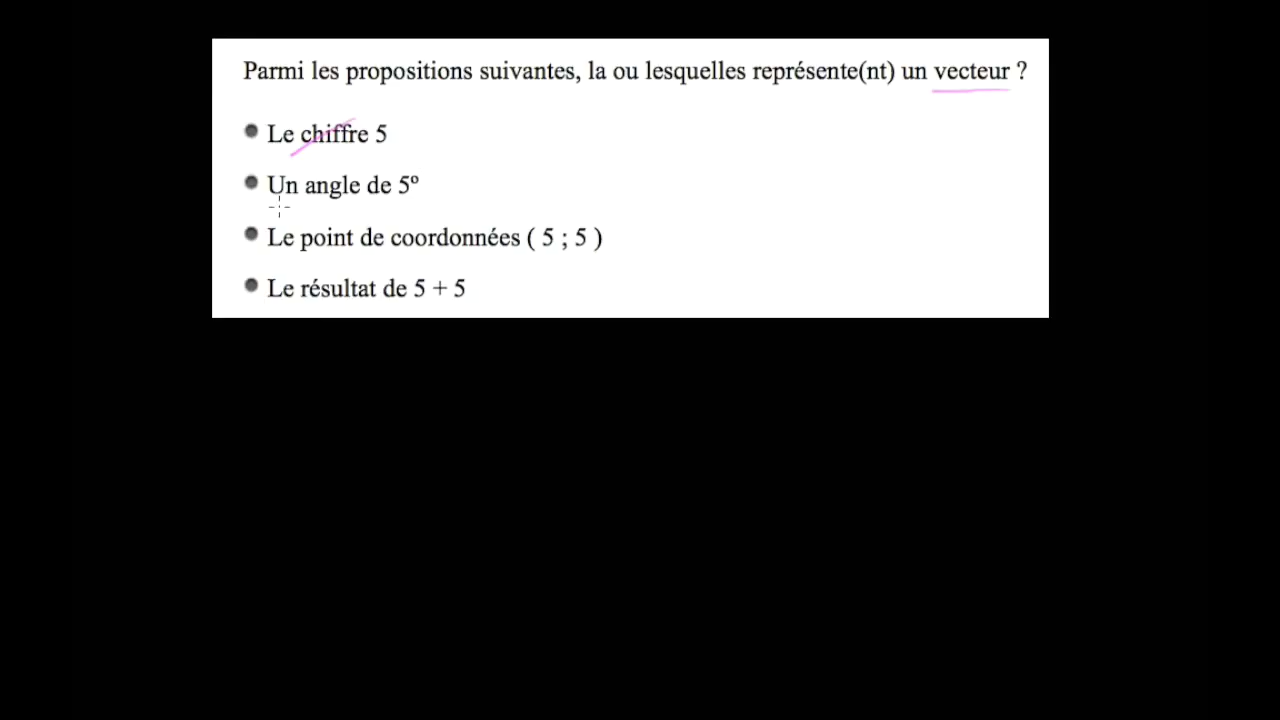 Parmi les propositions suivantes, la ou lesquelles représente(nt) un vecteur ?
Le chiffre 5
Un angle de 5º
Le point de coordonnées ( 5 ; 5 )
Le résultat de 5 + 5